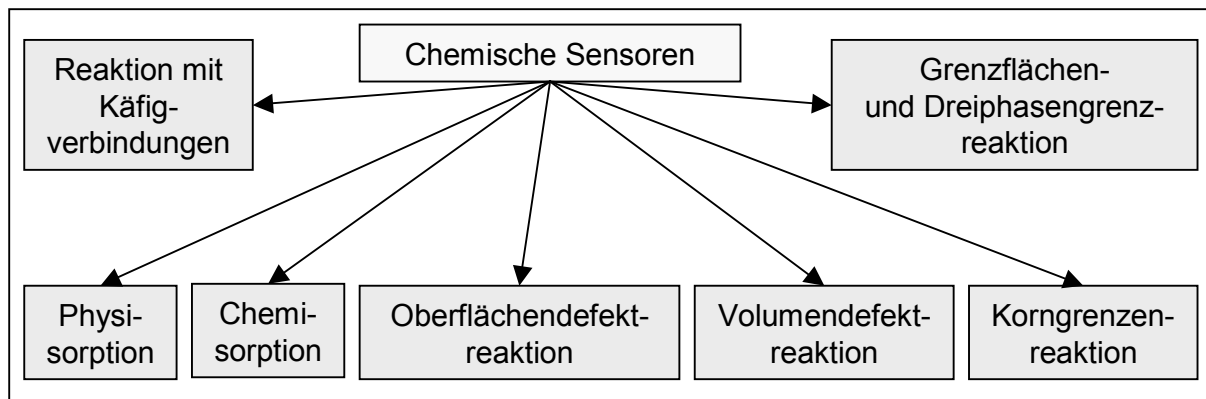 Chemische Sensoren
Reaktion mit
Käfig-
verbindungen
Grenzflächen-
und Dreiphasengrenz-
reaktion
Physi-
sorption
Chemi-
sorption
Oberflächendefekt-
reaktion
Volumendefekt-
reaktion
Korngrenzen-
reaktion